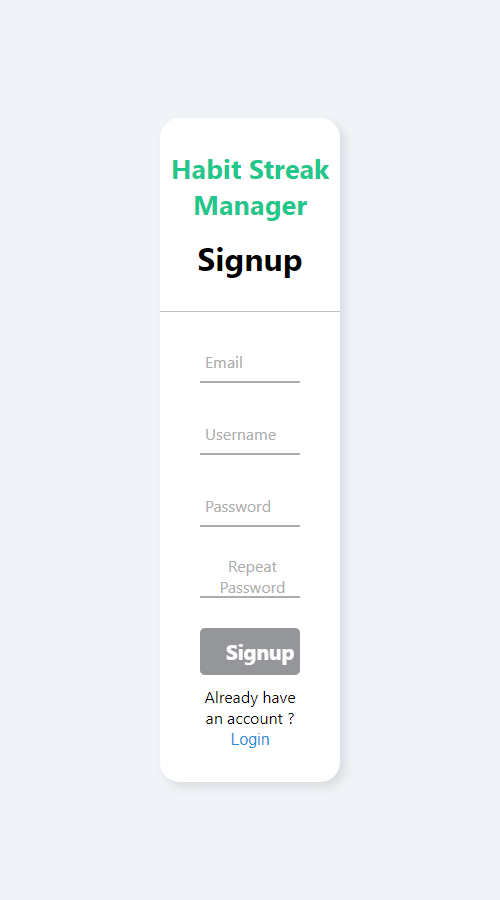 Habit Streak
Manager
Signup
Email
Username
Password
Repeat
Password
Signup
Already have
an account ?
Login